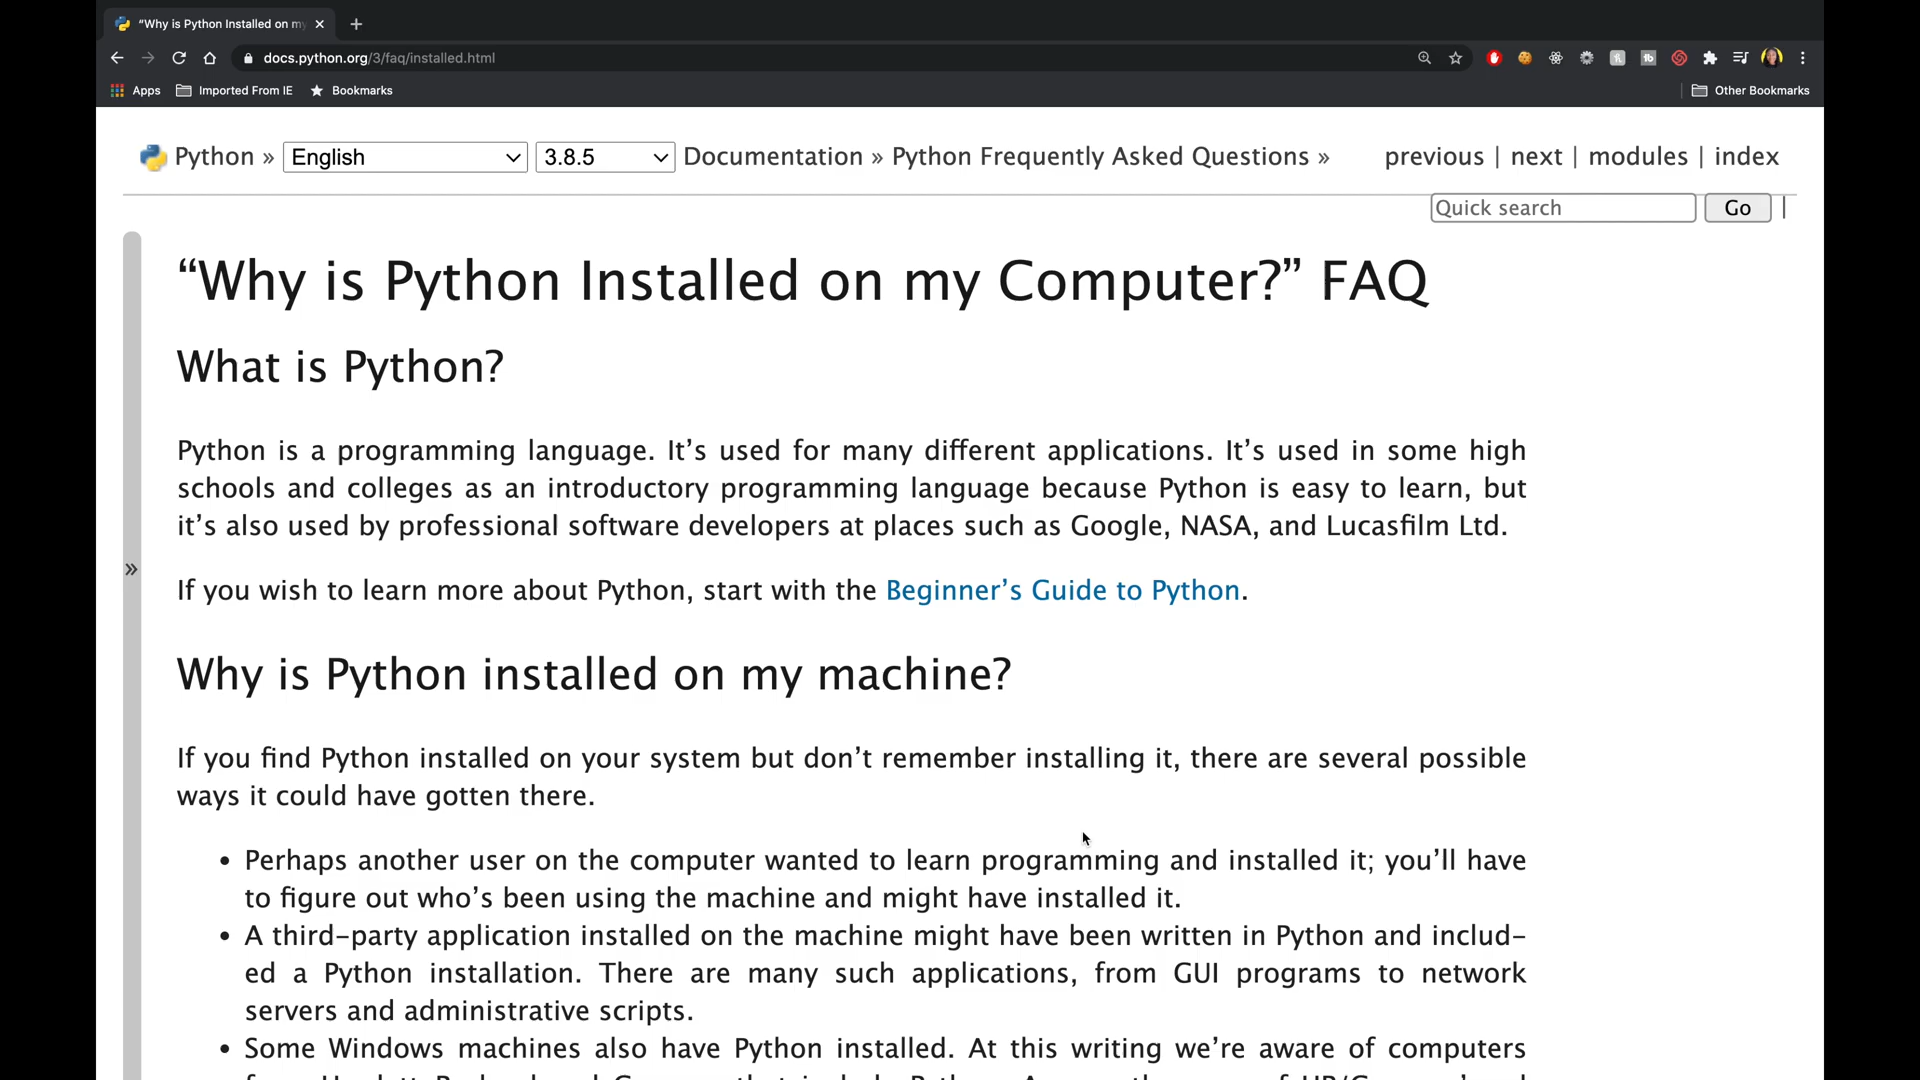 “Why is Python Installed on my
docs.python.org/3/faq/installed.html
Apps Imported From IE Bookmarks Other Bookmarks
Python » English 3.8.5 Documentation » Python Frequently Asked Questions » previous | next | modules | index
Quick search Go |
“Why is Python Installed on my Computer?” FAQ
What is Python?
Python is a programming language. It’s used for many different applications. It’s used in some high
schools and colleges as an introductory programming language because Python is easy to learn, but
it’s also used by professional software developers at places such as Google, NASA, and Lucasfilm Ltd.
»
If you wish to learn more about Python, start with the Beginner’s Guide to Python.
Why is Python installed on my machine?
If you find Python installed on your system but don’t remember installing it, there are several possible
ways it could have gotten there.
• Perhaps another user on the computer wanted to learn programming and installed it; you’ll have
to figure out who’s been using the machine and might have installed it.
• A third-party application installed on the machine might have been written in Python and includ-
ed a Python installation. There are many such applications, from GUI programs to network
servers and administrative scripts.
• Some Windows machines also have Python installed. At this writing we’re aware of computers